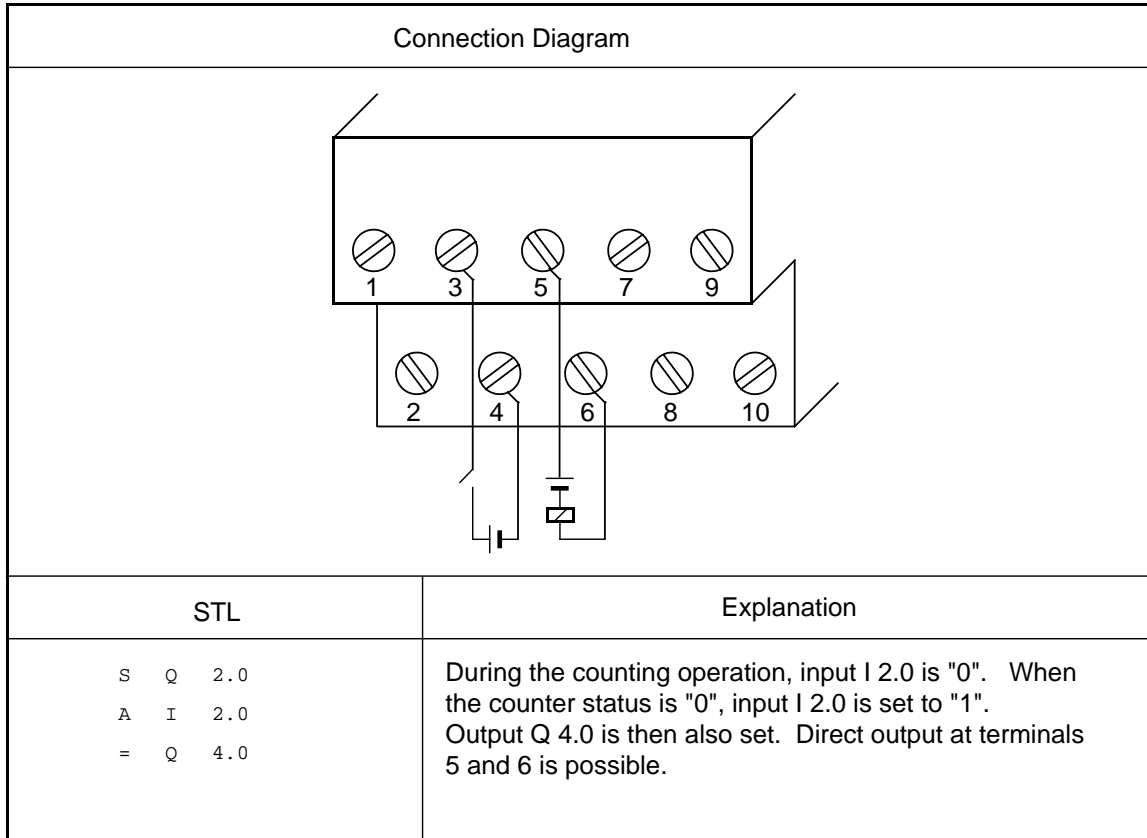 Connection Diagram
1 3 5 7 9
2 4 6 8 10
STL
Explanation
S Q 2.0
A I 2.0
= Q 4.0
During the counting operation, input I 2.0 is "0". When
the counter status is "0", input I 2.0 is set to "1".
Output Q 4.0 is then also set. Direct output at terminals
5 and 6 is possible.